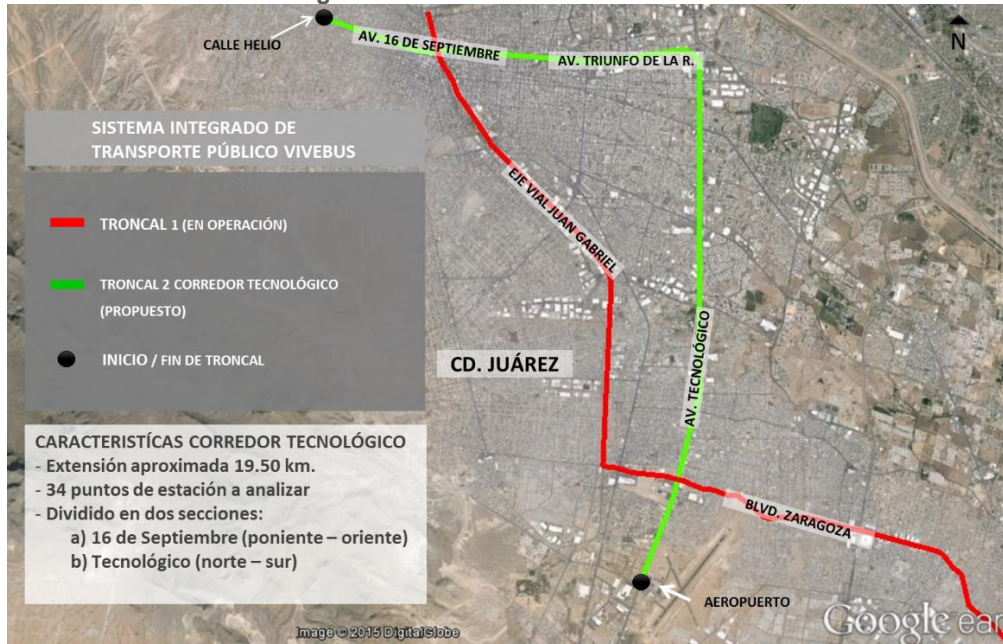 CALLE HELIO
AV. 16 DE SEPTIEMBRE
AV. TRIUNFO DE LA R.
N
SISTEMA INTEGRADO DE
TRANSPORTE PÚBLICO VIVEBUS
TRONCAL 1 (EN OPERACIÓN)
TRONCAL 2 CORREDOR TECNOLÓGICO
(PROPUESTO)
INICIO / FIN DE TRONCAL
EJE VIAL JUAN GABRIEL
CD. JUÁREZ
AV. TECNOLÓGICO
CARACTERISTÍCAS CORREDOR TECNOLÓGICO
- Extensión aproximada 19.50 km.
- 34 puntos de estación a analizar
- Dividido en dos secciones:
a) 16 de Septiembre (poniente – oriente)
b) Tecnológico (norte – sur)
BLVD. ZARAGOZA
AEROPUERTO
Image © 2015 DigitalGlobe
Google ea